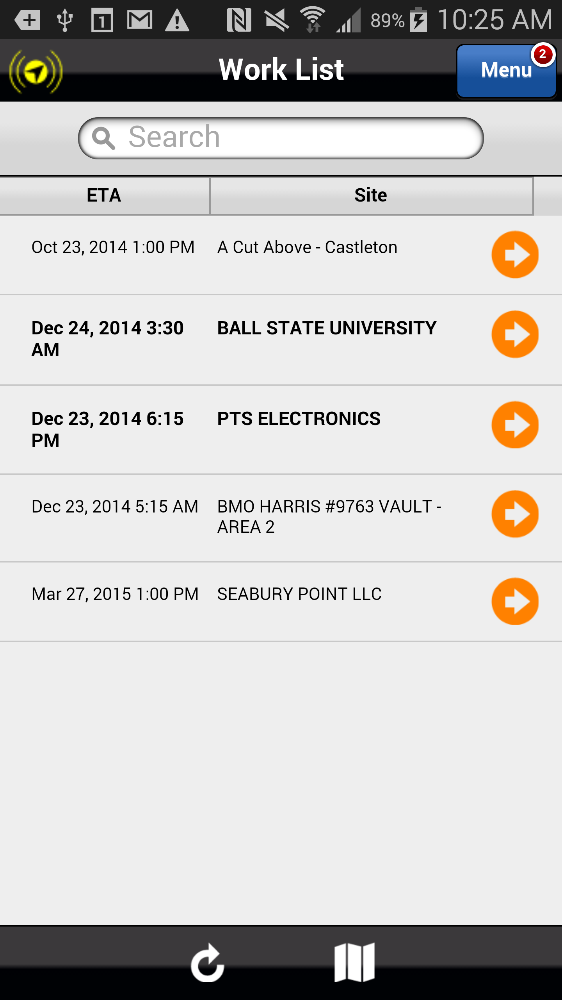 1
89%
10:25 AM
Work List
Menu
2
Search
ETA
Site
Oct 23, 2014 1:00 PM
A Cut Above - Castleton
Dec 24, 2014 3:30
AM
BALL STATE UNIVERSITY
Dec 23, 2014 6:15
PM
PTS ELECTRONICS
Dec 23, 2014 5:15 AM
BMO HARRIS #9763 VAULT -
AREA 2
Mar 27, 2015 1:00 PM
SEABURY POINT LLC